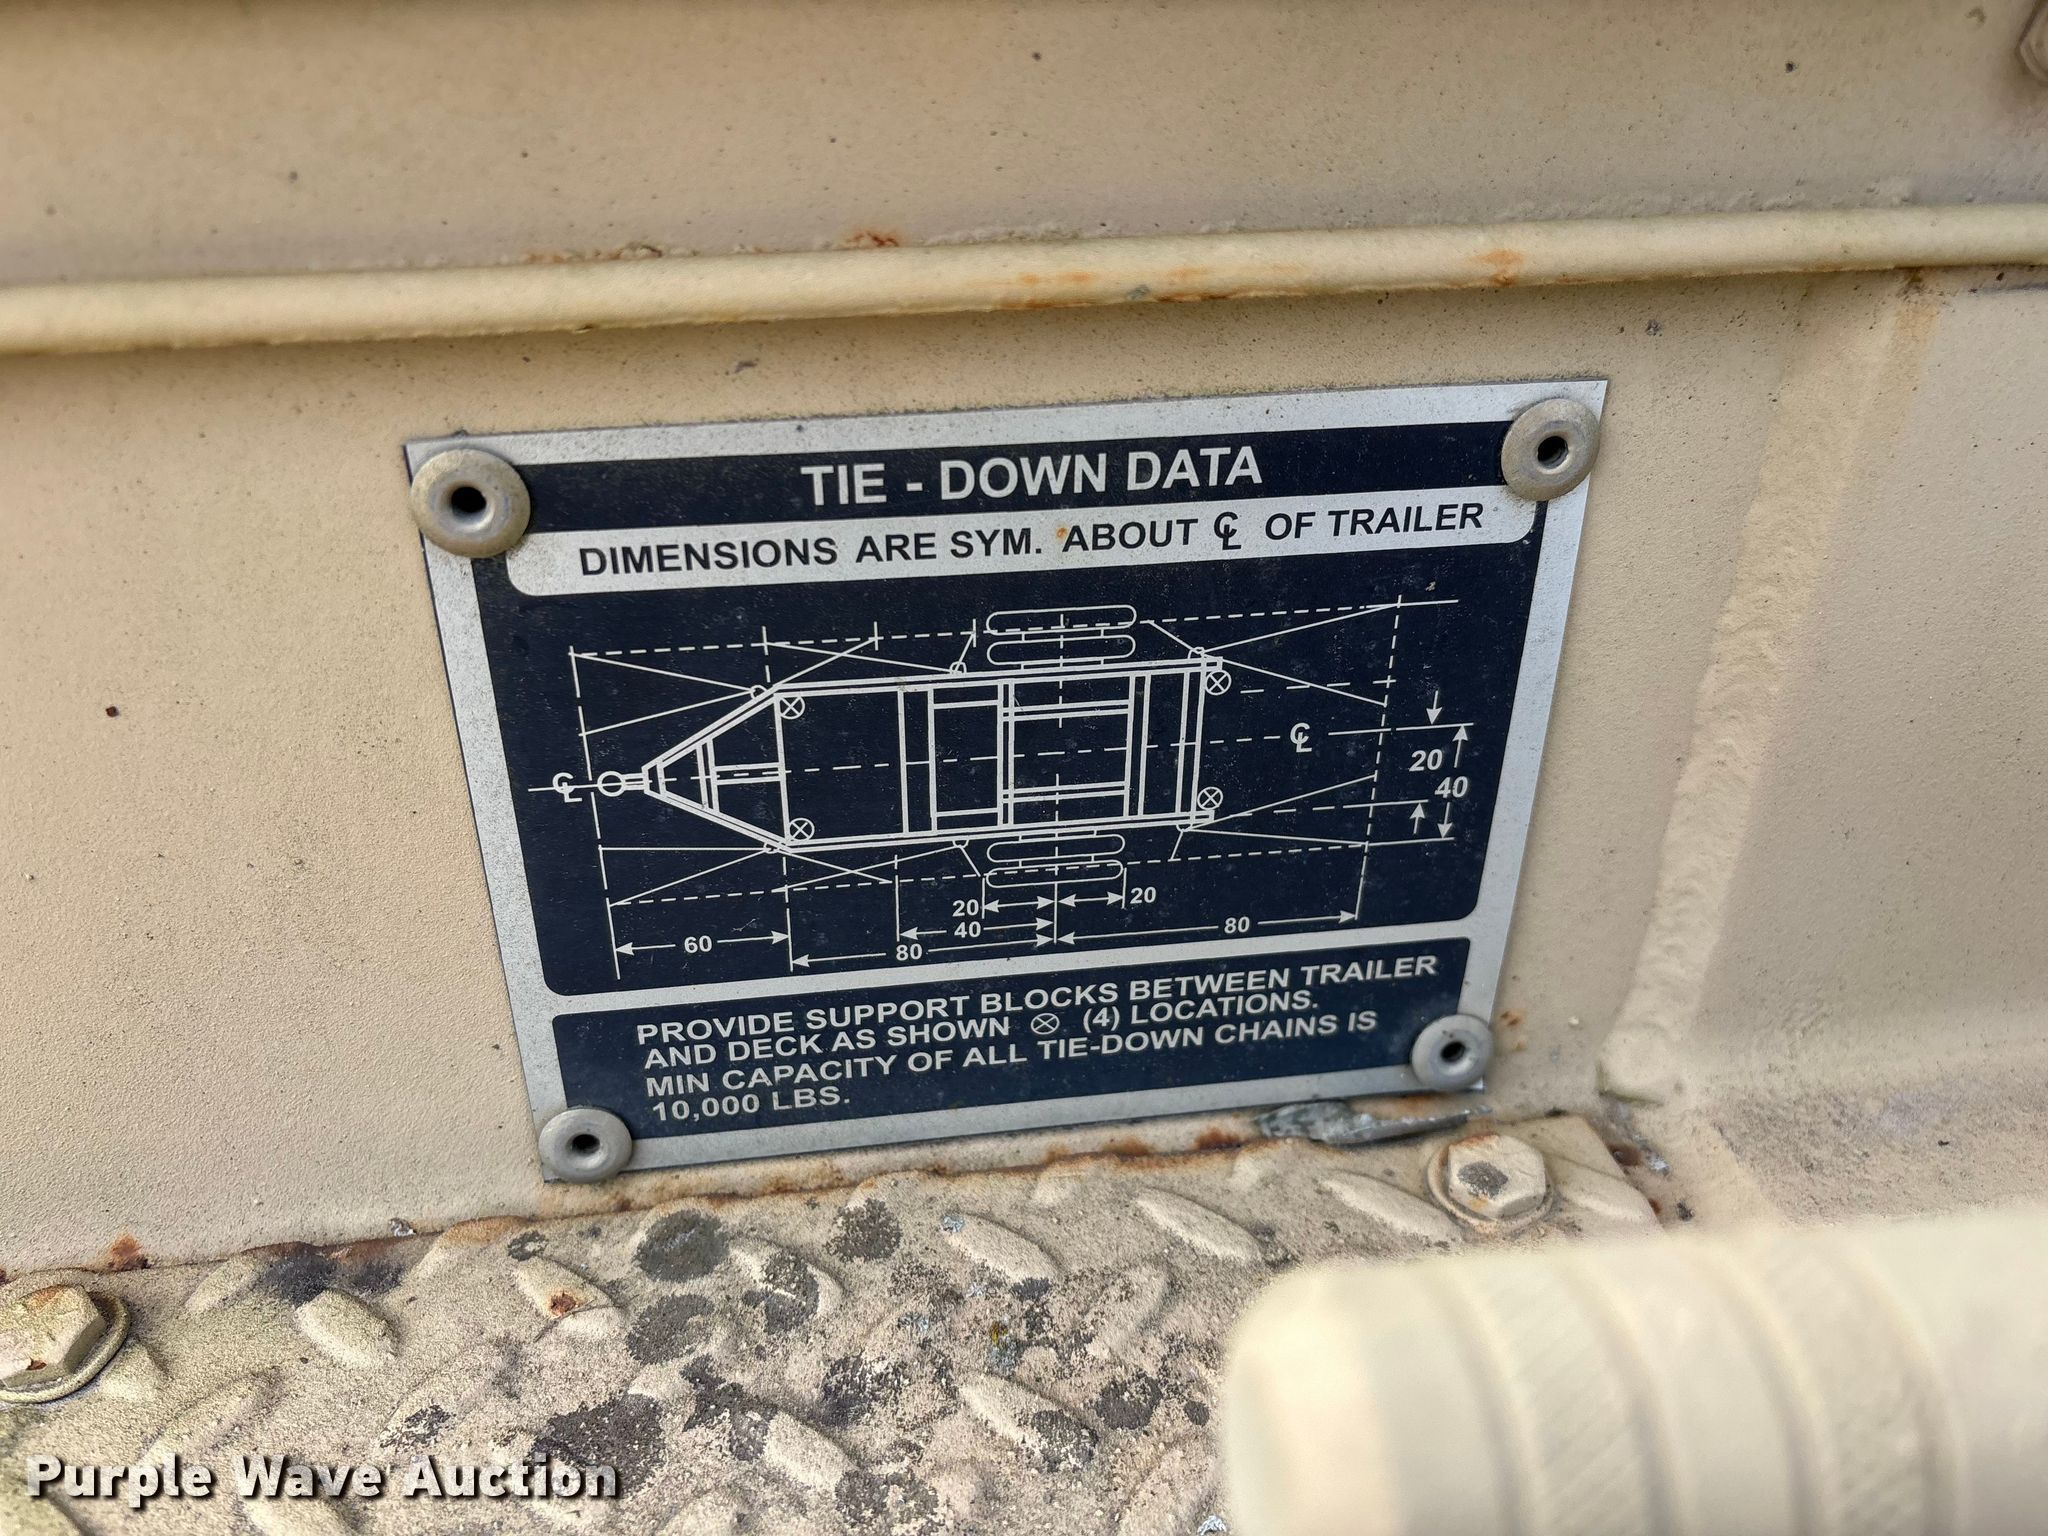 TIE - DOWN DATA
DIMENSIONS ARE SYM. ABOUT ℄ OF TRAILER
℄
℄
20
40
20
20
40
60
80
80
PROVIDE SUPPORT BLOCKS BETWEEN TRAILER
AND DECK AS SHOWN ⊗ (4) LOCATIONS.
MIN CAPACITY OF ALL TIE-DOWN CHAINS IS
10,000 LBS.
Purple Wave Auction